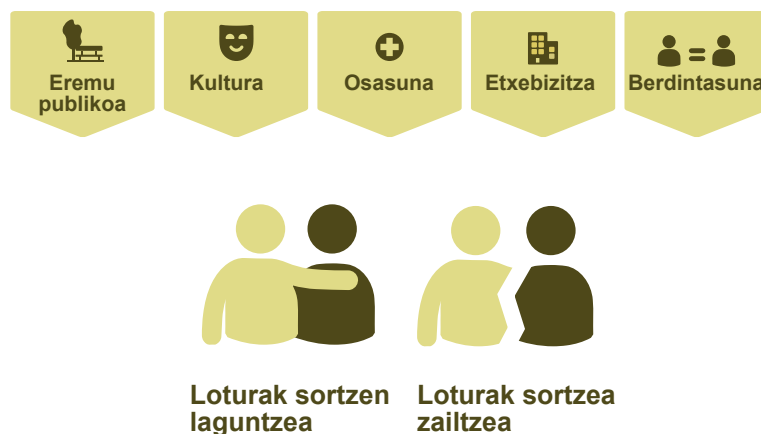 Eremu
publikoa
Kultura
Osasuna
Etxebizitza
Berdintasuna
Loturak sortzen
laguntzea
Loturak sortzea
zailtzea